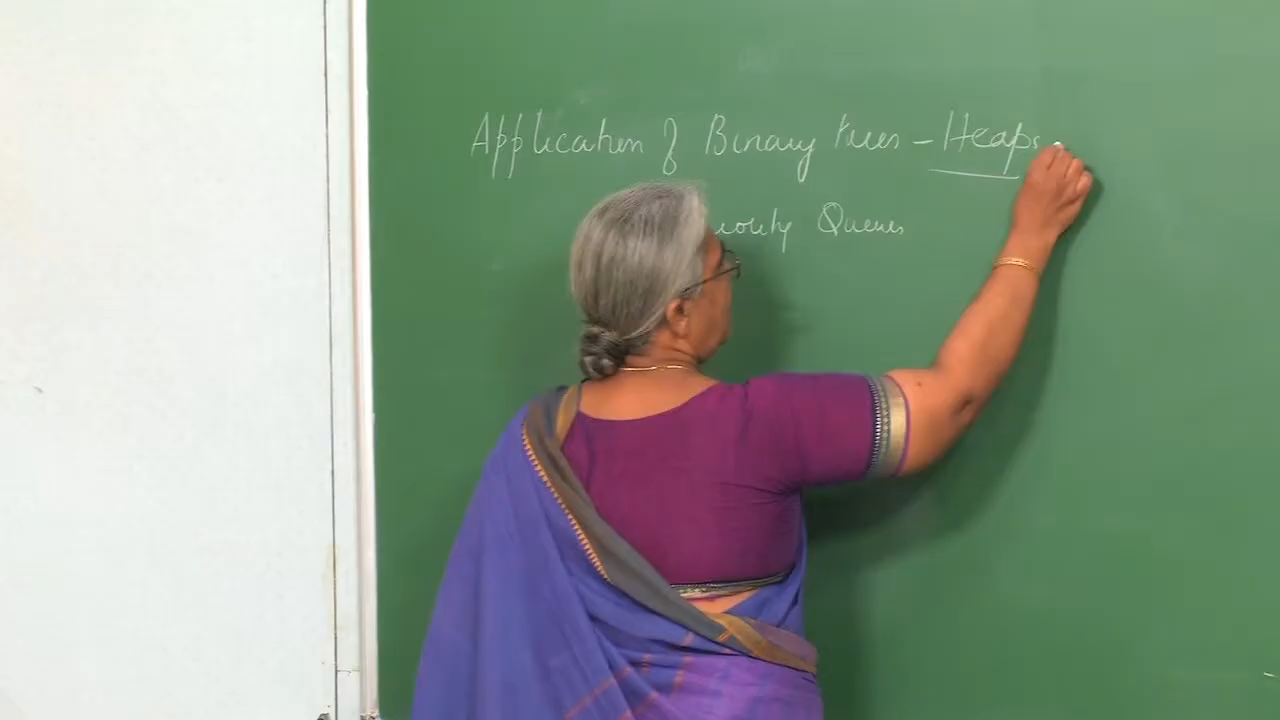 Application of Binary trees - Heaps
Queues